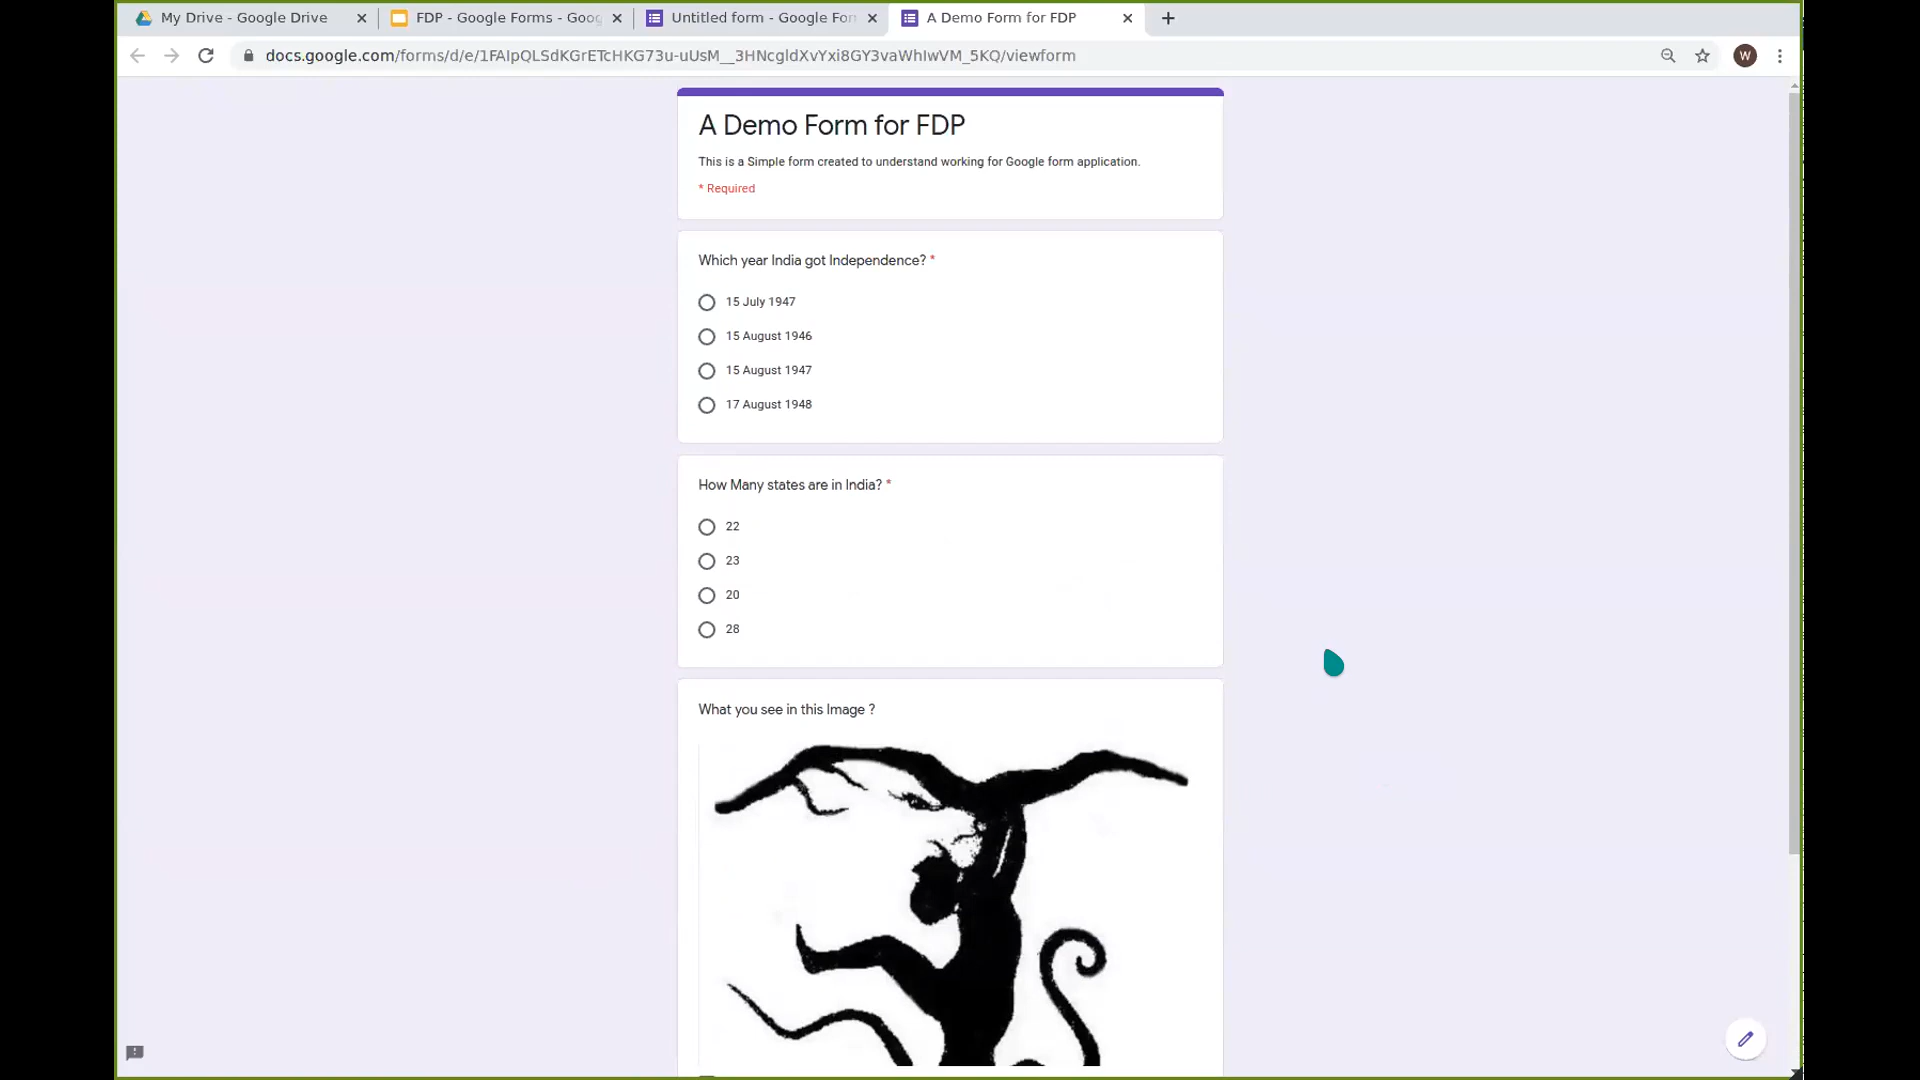 My Drive - Google Drive
FDP - Google Forms - Goog
Untitled form - Google For
A Demo Form for FDP
docs.google.com/forms/d/e/1FAIpQLSdKGrETcHKG73u-uUsM__3HNcgldXvYxi8GY3vaWhIwVM_5KQ/viewform
W
A Demo Form for FDP
This is a Simple form created to understand working for Google form application.
* Required
Which year India got Independence? *
15 July 1947
15 August 1946
15 August 1947
17 August 1948
How Many states are in India? *
22
23
20
28
What you see in this Image ?